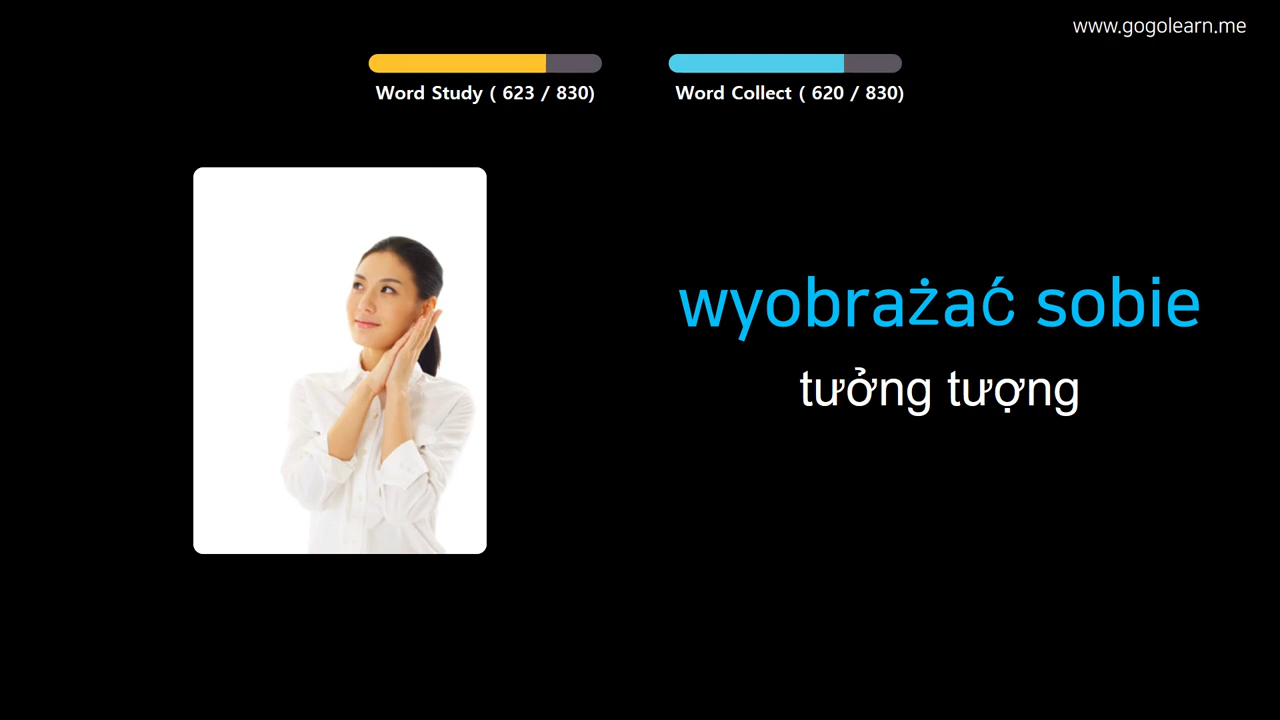 www.gogolearn.me
Word Study ( 623 / 830)
Word Collect ( 620 / 830)
wyobrażać sobie
tưởng tượng